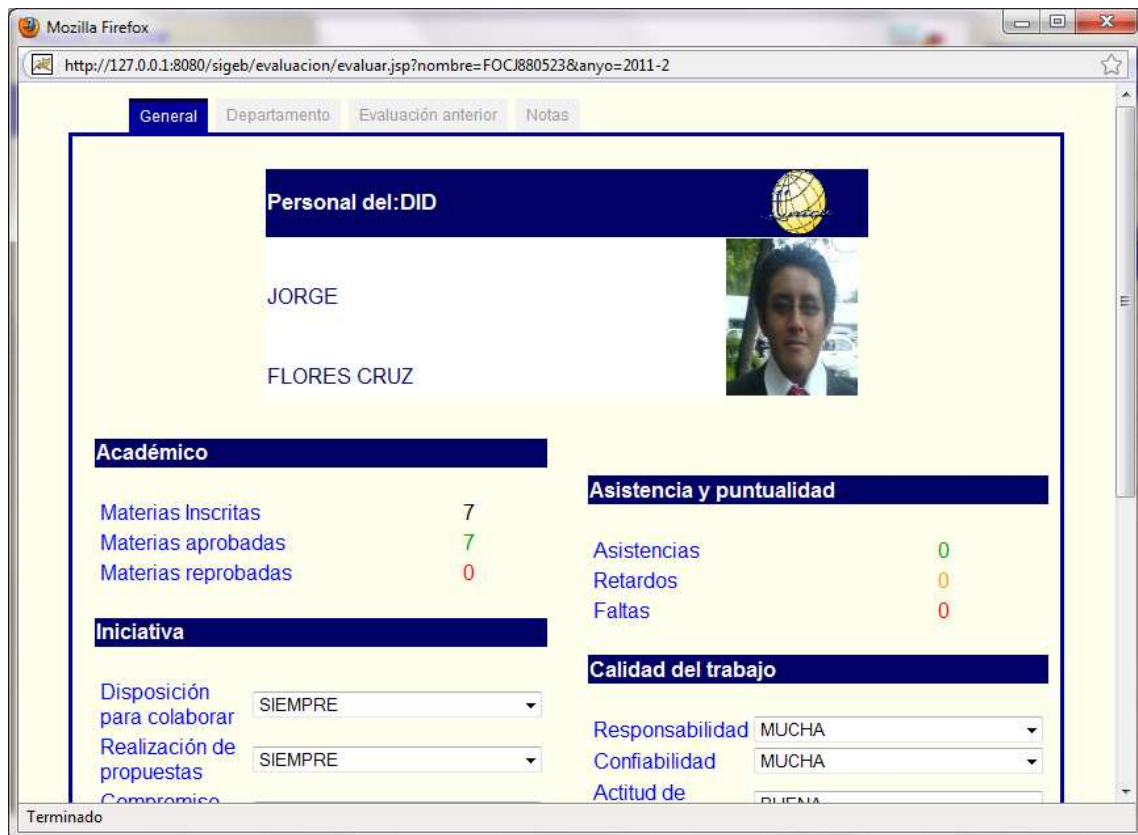 Mozilla Firefox
http://127.0.0.1:8080/sigeb/evaluacion/evaluar.jsp?nombre=FOCJ880523&anyo=2011-2
General Departamento Evaluación anterior Notas
Personal del:DID
JORGE
FLORES CRUZ
Académico
Materias Inscritas 7
Materias aprobadas 7
Materias reprobadas 0
Iniciativa
Disposición
para colaborar SIEMPRE
Realización de
propuestas SIEMPRE
Compromiso
Asistencia y puntualidad
Asistencias 0
Retardos 0
Faltas 0
Calidad del trabajo
Responsabilidad MUCHA
Confiabilidad MUCHA
Actitud de
BUENA
Terminado